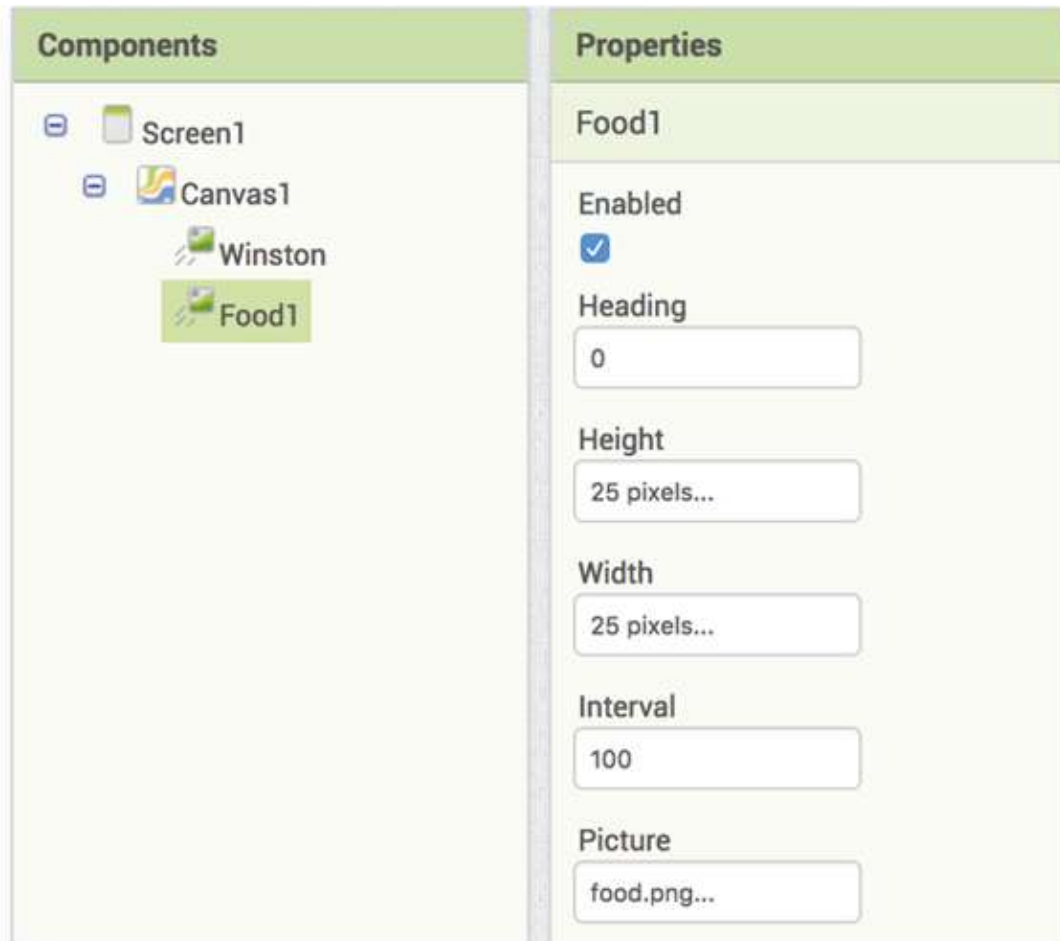 Components
Screen1
Canvas1
Winston
Food1
Properties
Food1
Enabled
Heading
0
Height
25 pixels...
Width
25 pixels...
Interval
100
Picture
food.png...